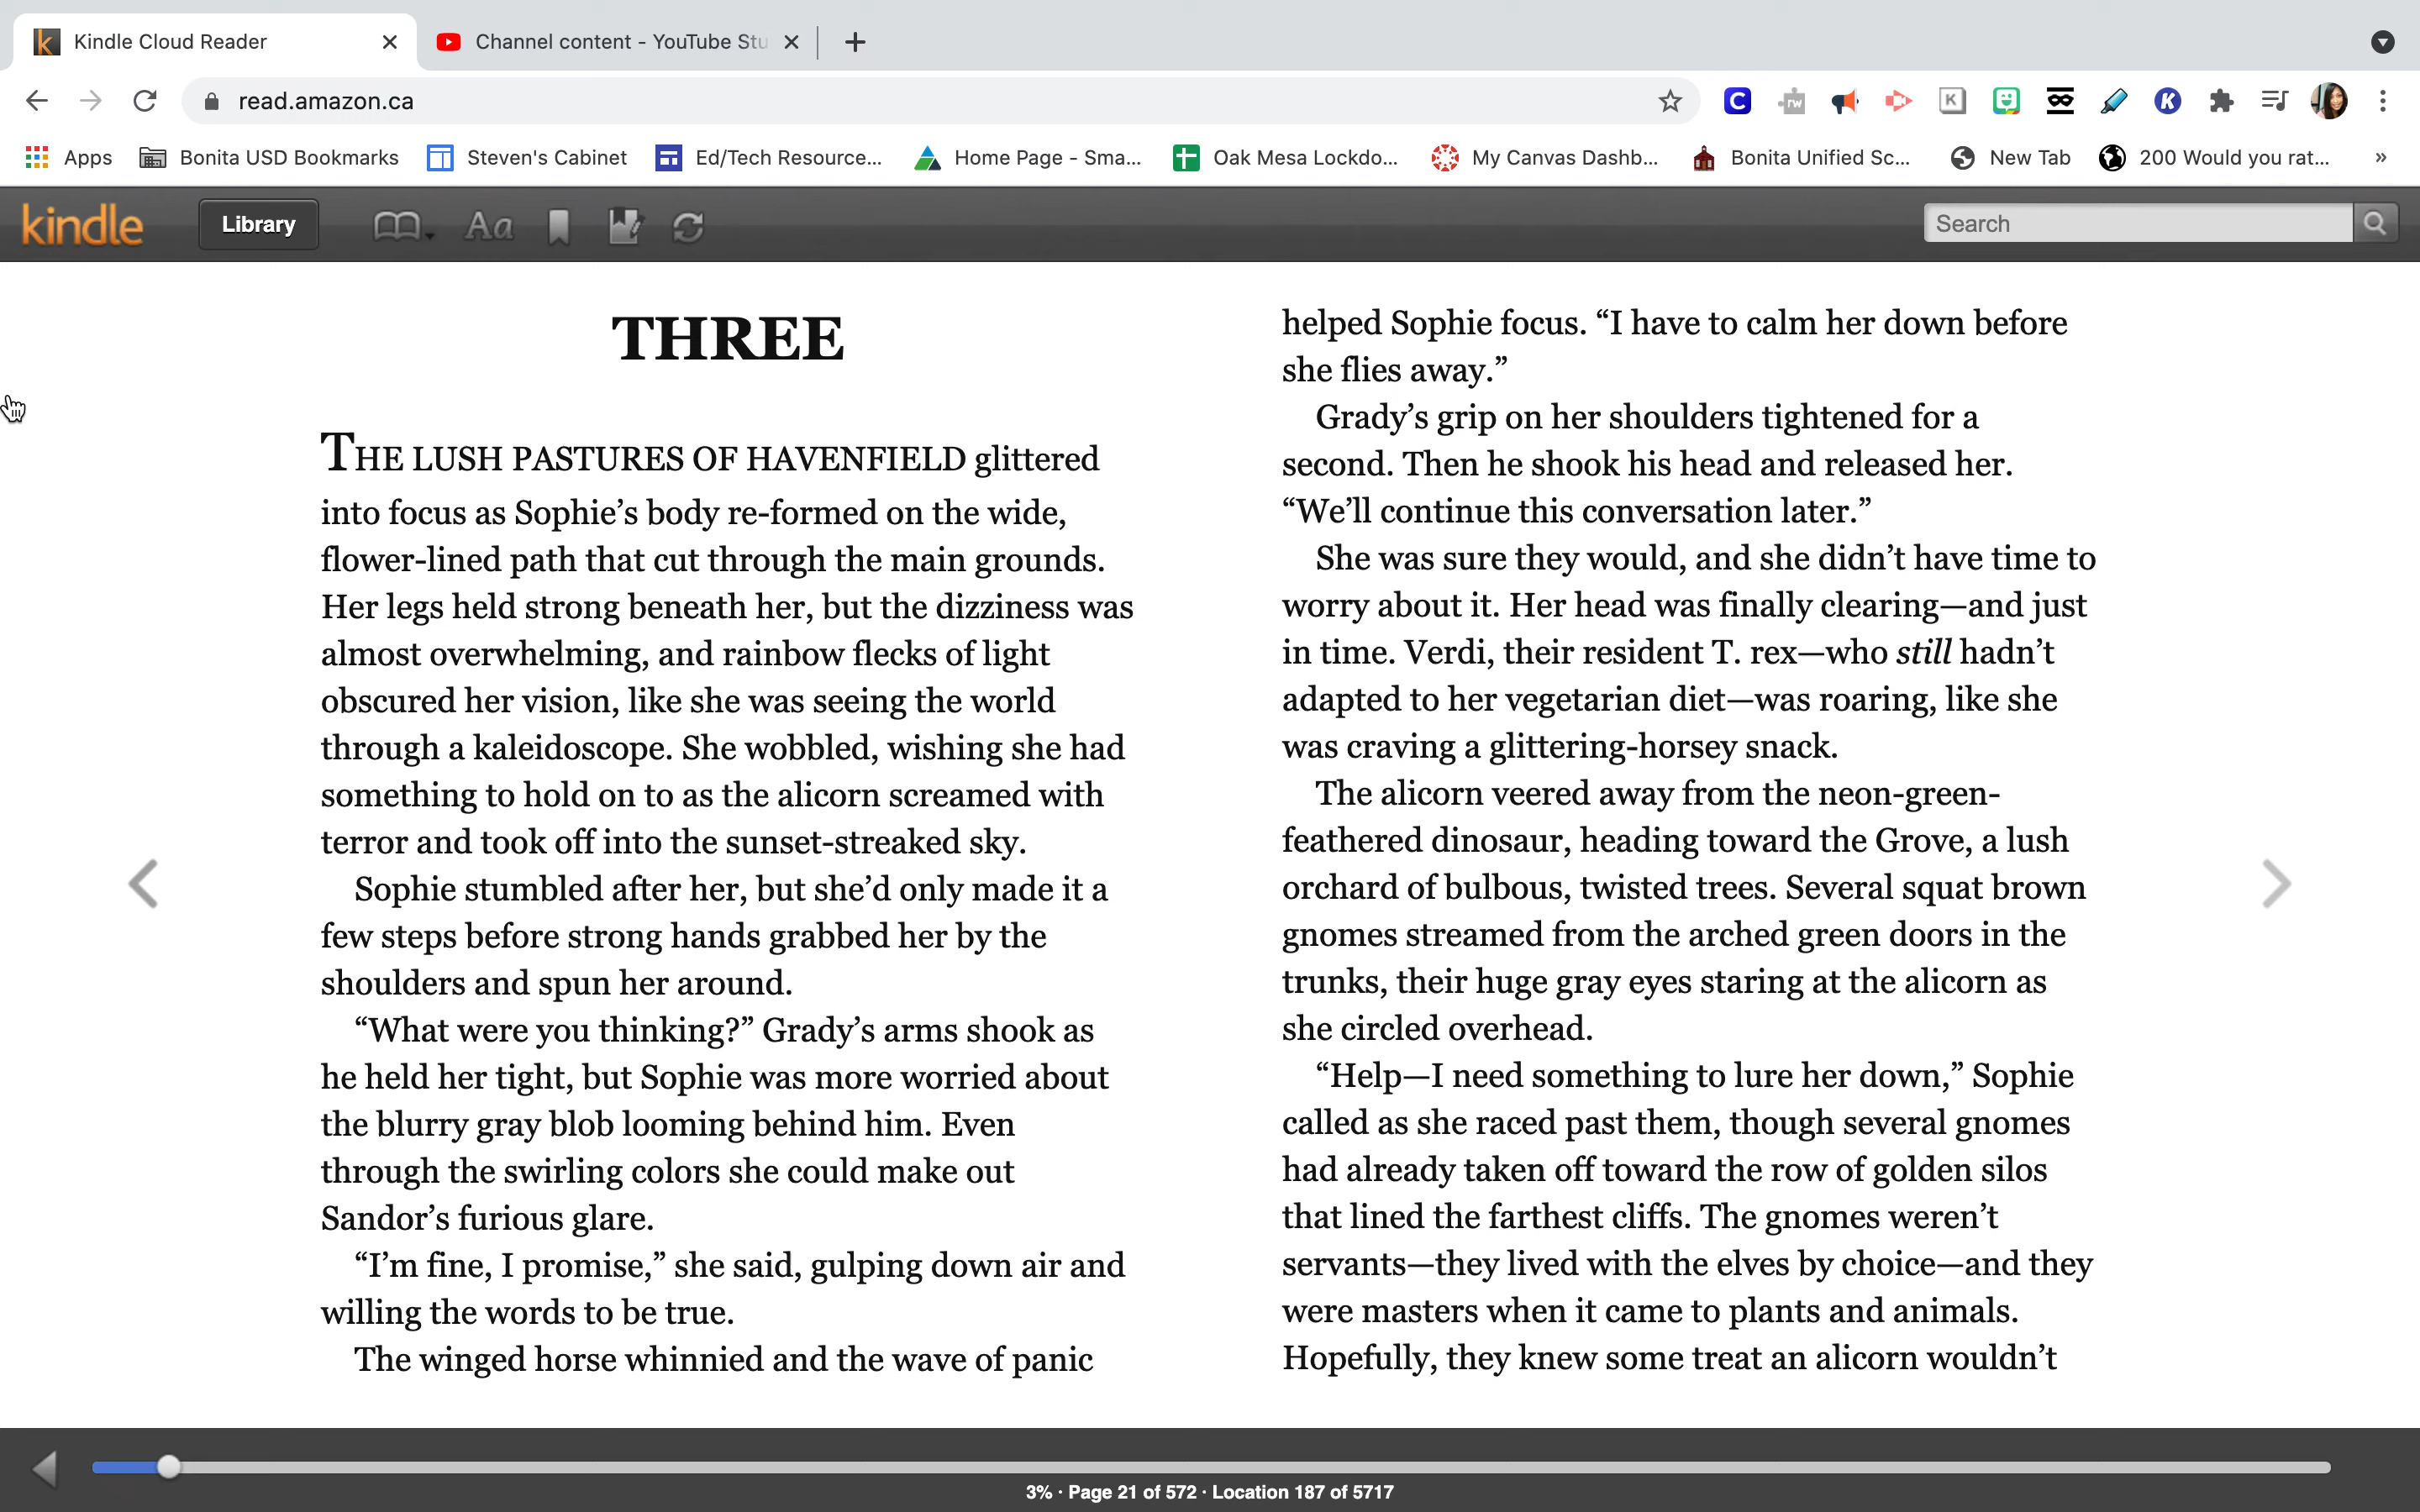 Kindle Cloud Reader
Channel content - YouTube Stu
read.amazon.ca
Apps
Bonita USD Bookmarks
Steven's Cabinet
Ed/Tech Resource...
Home Page - Sma...
Oak Mesa Lockdo...
My Canvas Dashb...
Bonita Unified Sc...
New Tab
200 Would you rat...
»
kindle
Library
Aa
Search
THREE
THE LUSH PASTURES OF HAVENFIELD glittered
into focus as Sophie’s body re-formed on the wide,
flower-lined path that cut through the main grounds.
Her legs held strong beneath her, but the dizziness was
almost overwhelming, and rainbow flecks of light
obscured her vision, like she was seeing the world
through a kaleidoscope. She wobbled, wishing she had
something to hold on to as the alicorn screamed with
terror and took off into the sunset-streaked sky.
Sophie stumbled after her, but she’d only made it a
few steps before strong hands grabbed her by the
shoulders and spun her around.
“What were you thinking?” Grady’s arms shook as
he held her tight, but Sophie was more worried about
the blurry gray blob looming behind him. Even
through the swirling colors she could make out
Sandor’s furious glare.
“I’m fine, I promise,” she said, gulping down air and
willing the words to be true.
The winged horse whinnied and the wave of panic
helped Sophie focus. “I have to calm her down before
she flies away.”
Grady’s grip on her shoulders tightened for a
second. Then he shook his head and released her.
“We’ll continue this conversation later.”
She was sure they would, and she didn’t have time to
worry about it. Her head was finally clearing—and just
in time. Verdi, their resident T. rex—who still hadn’t
adapted to her vegetarian diet—was roaring, like she
was craving a glittering-horsey snack.
The alicorn veered away from the neon-green-
feathered dinosaur, heading toward the Grove, a lush
orchard of bulbous, twisted trees. Several squat brown
gnomes streamed from the arched green doors in the
trunks, their huge gray eyes staring at the alicorn as
she circled overhead.
“Help—I need something to lure her down,” Sophie
called as she raced past them, though several gnomes
had already taken off toward the row of golden silos
that lined the farthest cliffs. The gnomes weren’t
servants—they lived with the elves by choice—and they
were masters when it came to plants and animals.
Hopefully, they knew some treat an alicorn wouldn’t
3% · Page 21 of 572 · Location 187 of 5717